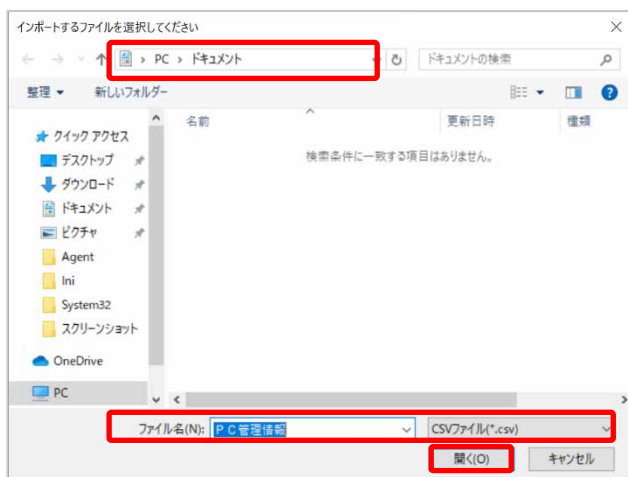 インポートするファイルを選択してください
PC › ドキュメント
ドキュメントの検索
整理
新しいフォルダー
名前
更新日時
種類
検索条件に一致する項目はありません。
クイック アクセス
デスクトップ
ダウンロード
ドキュメント
ピクチャ
Agent
Ini
System32
スクリーンショット
OneDrive
PC
ファイル名(N):
ＰＣ管理情報
CSVファイル(*.csv)
開く(O)
キャンセル